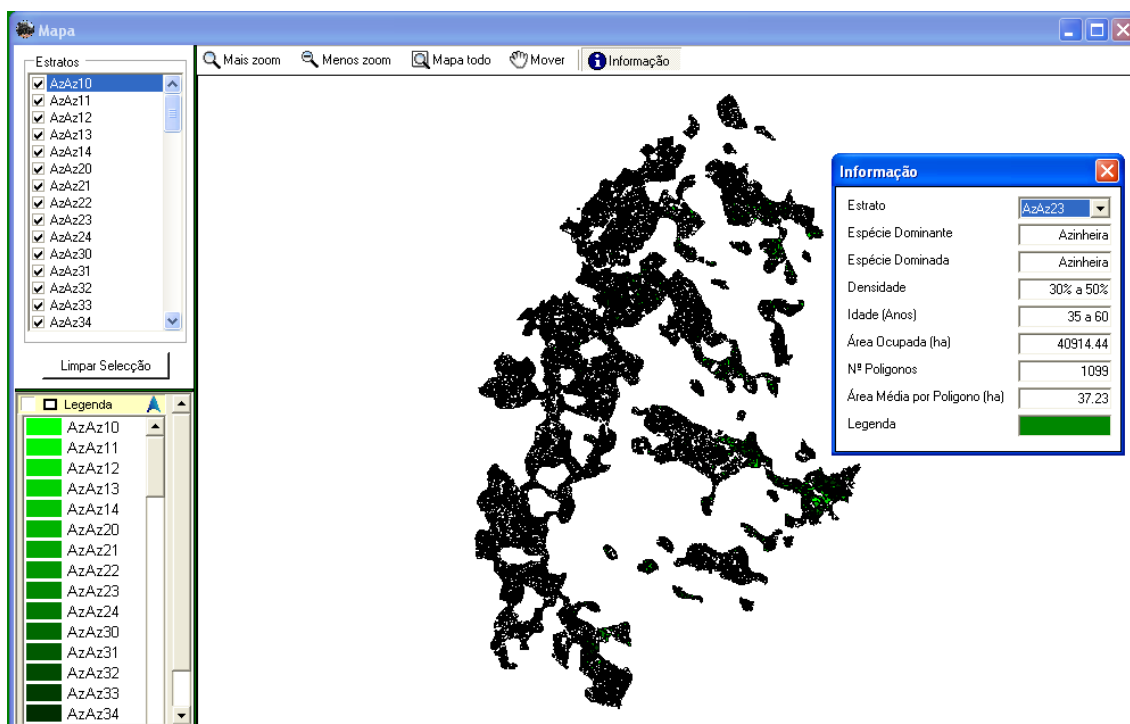 Mapa
Estratos
AzAz10
AzAz11
AzAz12
AzAz13
AzAz14
AzAz20
AzAz21
AzAz22
AzAz23
AzAz24
AzAz30
AzAz31
AzAz32
AzAz33
AzAz34
Limpar Selecção
Legenda
AzAz10
AzAz11
AzAz12
AzAz13
AzAz14
AzAz20
AzAz21
AzAz22
AzAz23
AzAz24
AzAz30
AzAz31
AzAz32
AzAz33
AzAz34
Mais zoom Menos zoom Mapa todo Mover Informação
Informação
Estrato AzAz23
Espécie Dominante Azinheira
Espécie Dominada Azinheira
Densidade 30% a 50%
Idade (Anos) 35 a 60
Área Ocupada (ha) 40914.44
Nº Poligonos 1099
Área Média por Poligono (ha) 37.23
Legenda